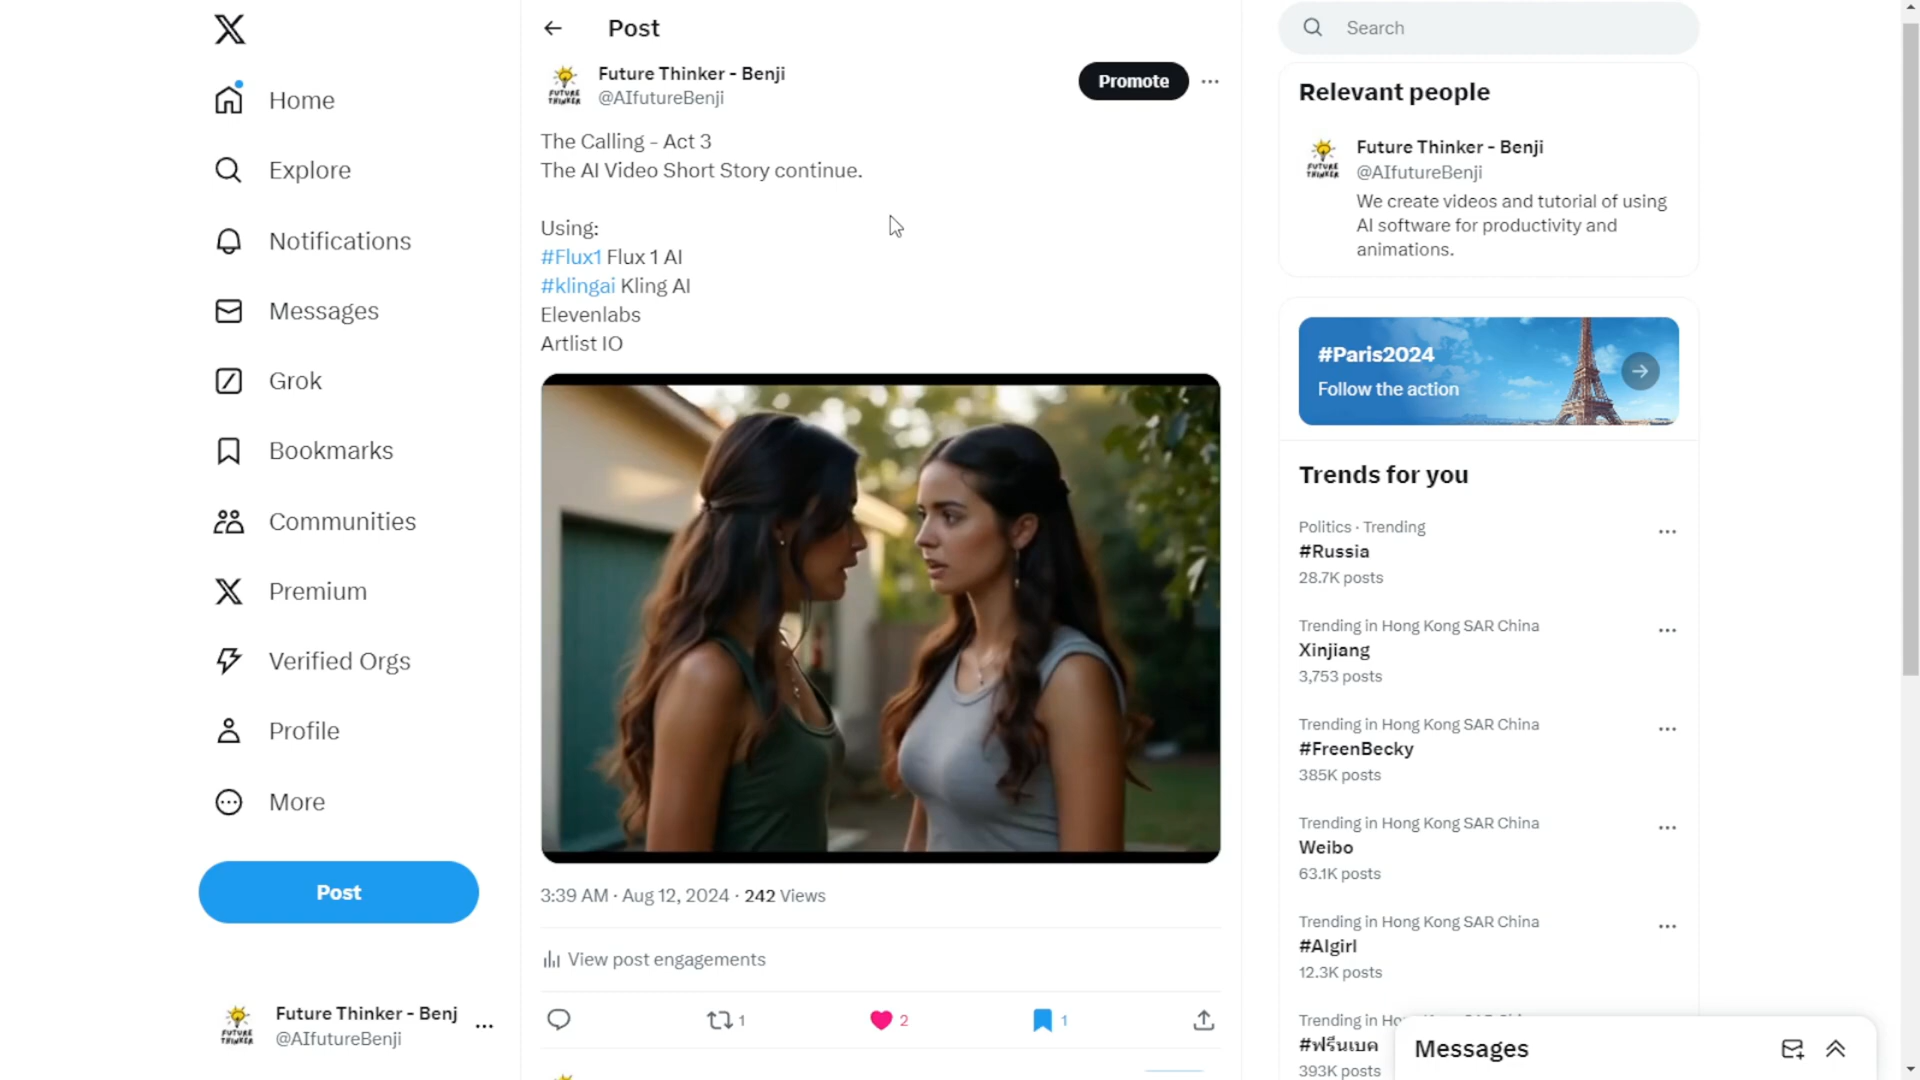 Home
Explore
Notifications
Messages
Grok
Bookmarks
Communities
Premium
Verified Orgs
Profile
More
Post
Future Thinker - Benj
@AIfutureBenji
Post
Future Thinker - Benji
@AIfutureBenji
Promote
The Calling - Act 3
The AI Video Short Story continue.
Using:
#Flux1 Flux 1 AI
#klingai Kling AI
Elevenlabs
Artlist IO
3:39 AM · Aug 12, 2024 · 242 Views
View post engagements
1
2
1
Search
Relevant people
FUTURE
THINKER
Future Thinker - Benji
@AIfutureBenji
We create videos and tutorial of using
AI software for productivity and
animations.
#Paris2024
Follow the action
Trends for you
Politics · Trending
#Russia
28.7K posts
Trending in Hong Kong SAR China
Xinjiang
3,753 posts
Trending in Hong Kong SAR China
#FreenBecky
385K posts
Trending in Hong Kong SAR China
Weibo
63.1K posts
Trending in Hong Kong SAR China
#AIgirl
12.3K posts
Trending in
#ฟรีนเบค
393K posts
Messages